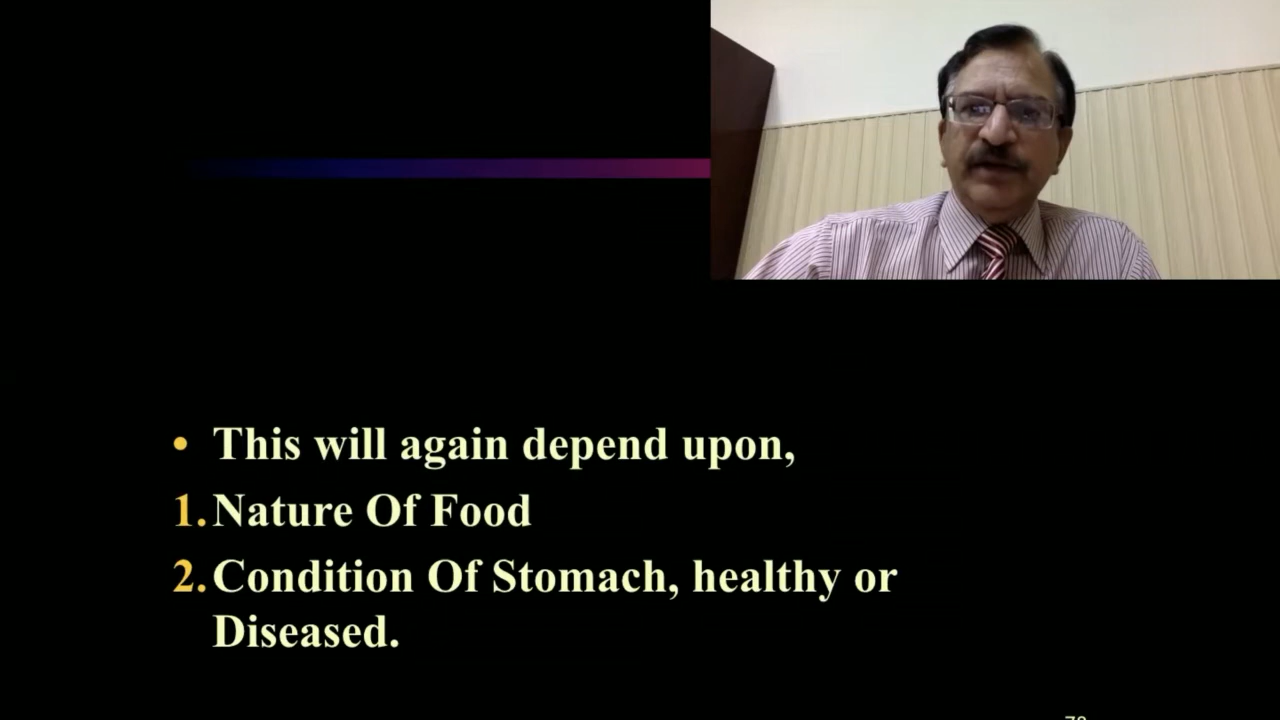 • This will again depend upon,
1. Nature Of Food
2. Condition Of Stomach, healthy or
Diseased.